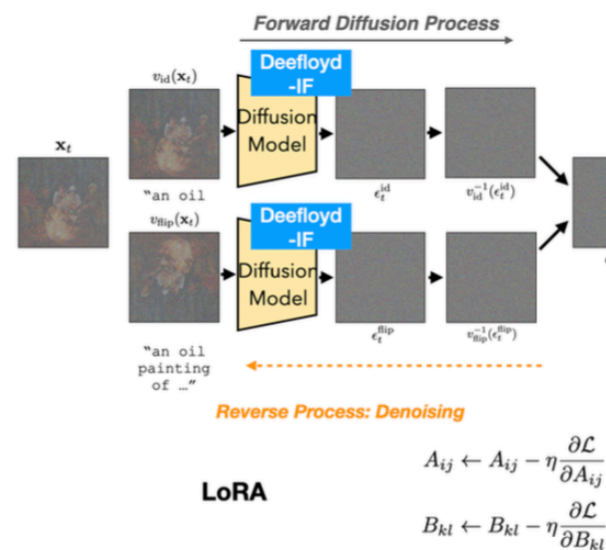 Forward Diffusion Process
v_id(x_t)
Deefloyd
-IF
x_t
Diffusion
Model
ϵ_t^id
v_id^{-1}(ϵ_t^id)
"an oil
v_flip(x_t)
Deefloyd
-IF
Diffusion
Model
ϵ_t^flip
v_flip^{-1}(ϵ_t^flip)
"an oil
painting
of …"
Reverse Process: Denoising
A_ij ← A_ij − η ∂L/∂A_ij
LoRA
B_kl ← B_kl − η ∂L/∂B_kl